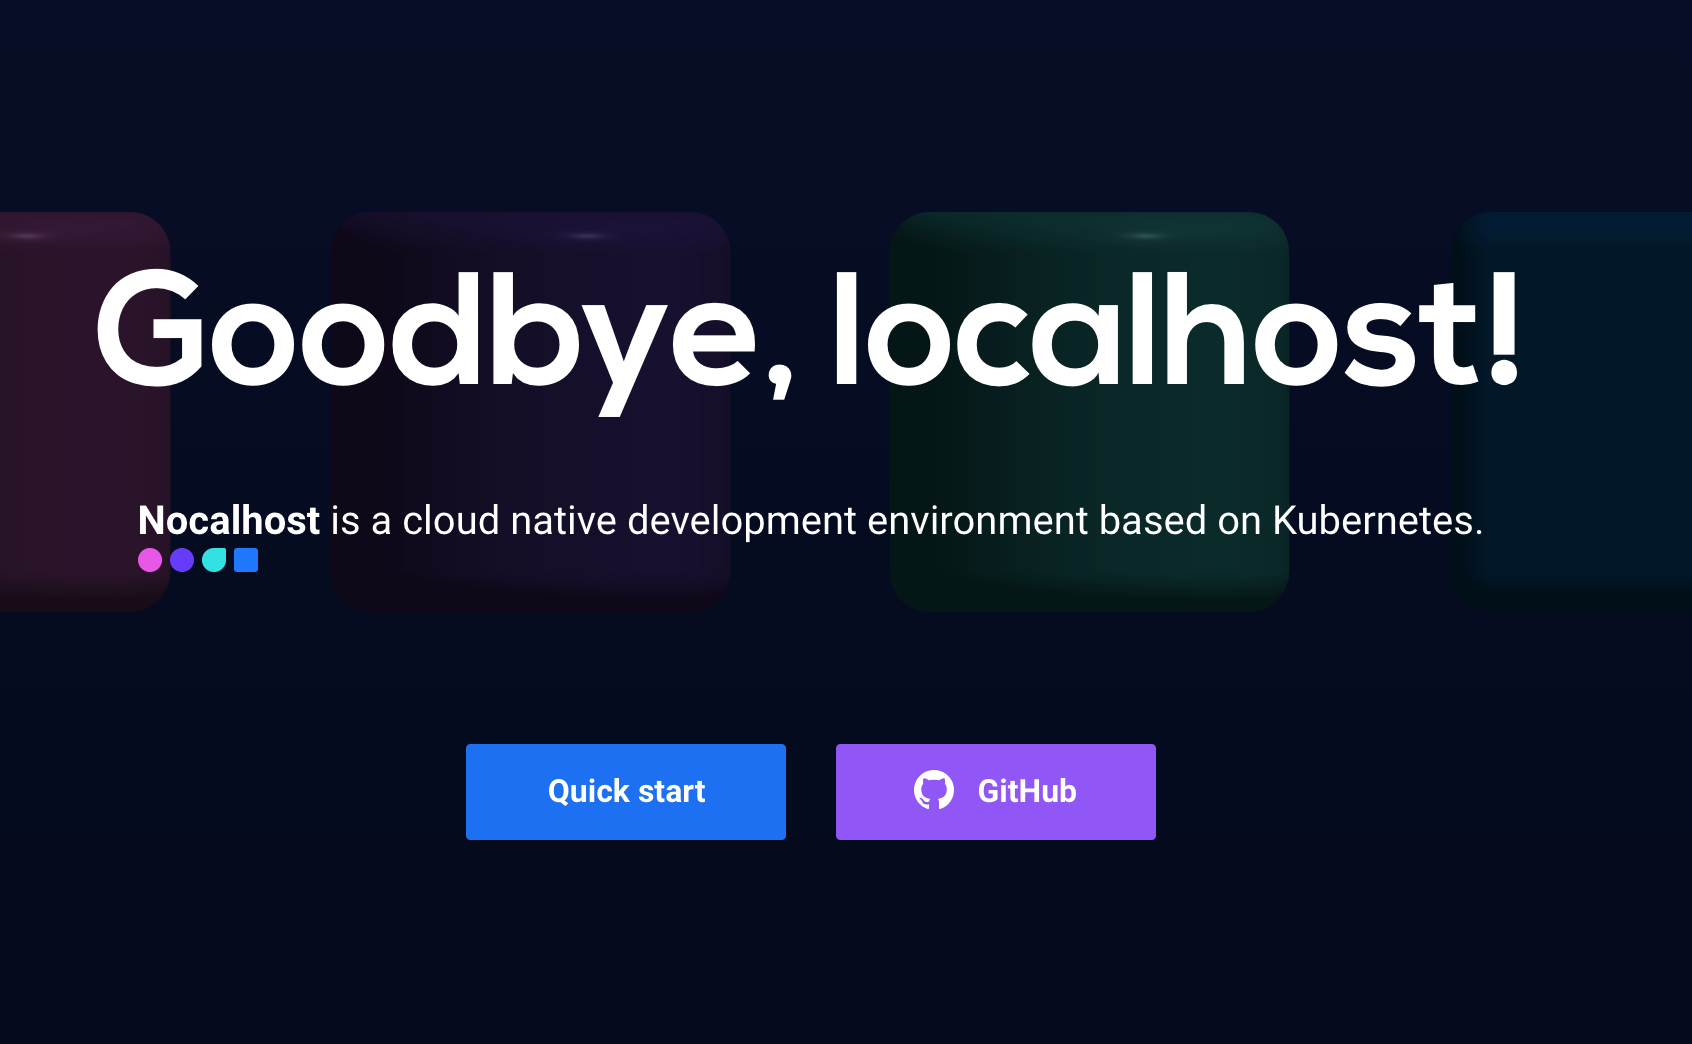 Goodbye, localhost!
Nocalhost is a cloud native development environment based on Kubernetes.
Quick start
GitHub